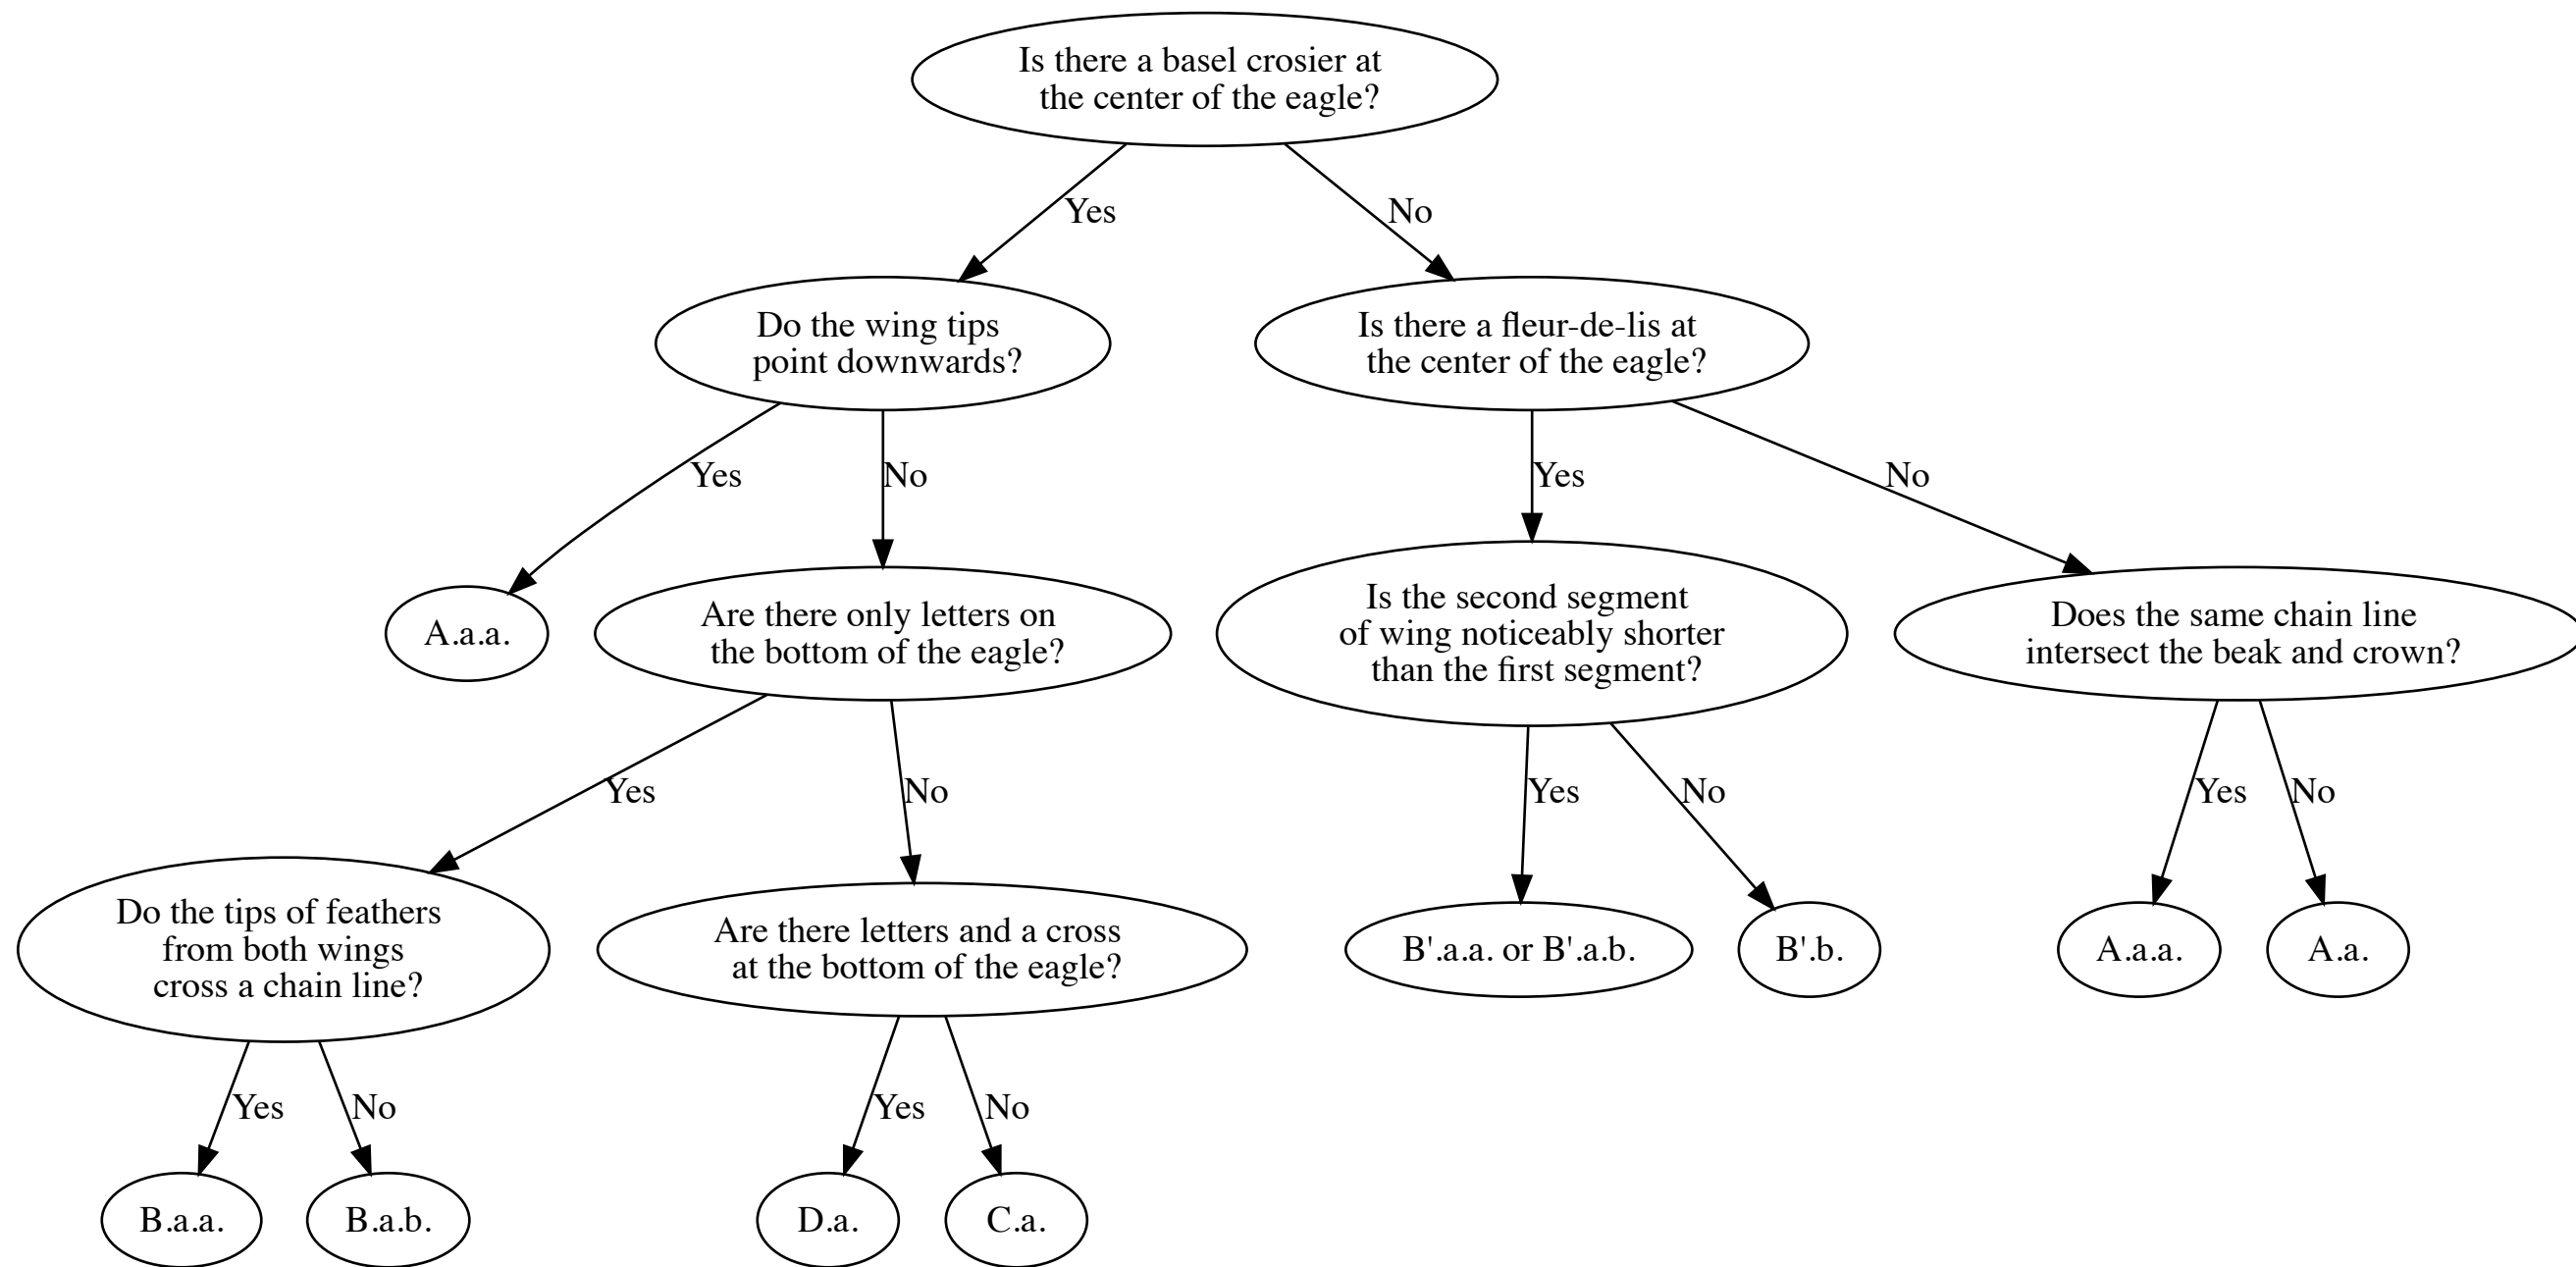 Is there a basel crosier at
the center of the eagle?
Yes
No
Do the wing tips
point downwards?
Is there a fleur-de-lis at
the center of the eagle?
Yes
No
Yes
No
A.a.a.
Are there only letters on
the bottom of the eagle?
Is the second segment
of wing noticeably shorter
than the first segment?
Does the same chain line
intersect the beak and crown?
Yes
No
Yes
No
Yes
No
Do the tips of feathers
from both wings
cross a chain line?
Are there letters and a cross
at the bottom of the eagle?
B'.a.a. or B'.a.b.
B'.b.
A.a.a.
A.a.
Yes
No
Yes
No
B.a.a.
B.a.b.
D.a.
C.a.